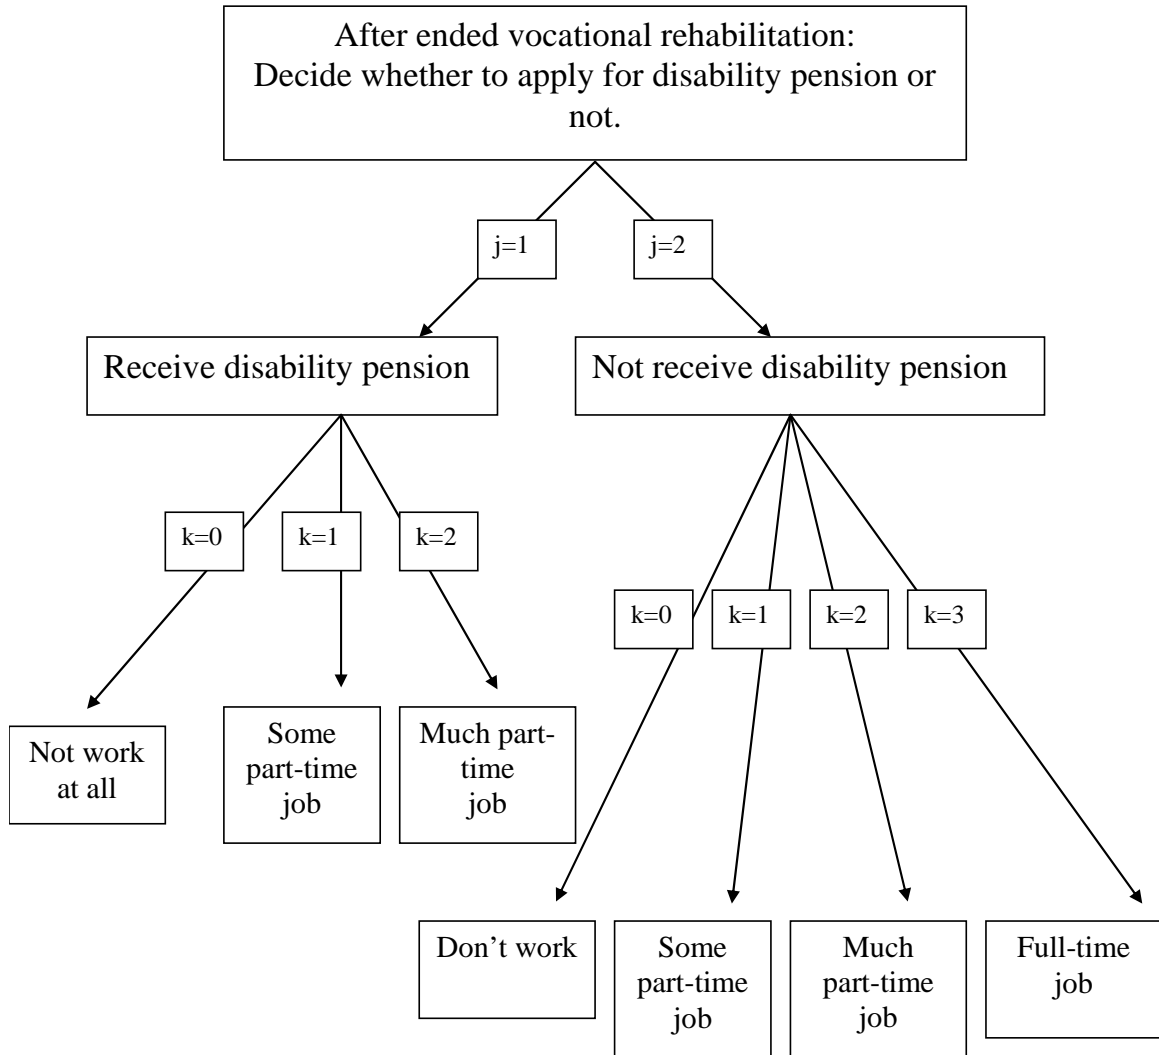 After ended vocational rehabilitation:
Decide whether to apply for disability pension or
not.
j=1
j=2
Receive disability pension
Not receive disability pension
k=0
k=1
k=2
k=0
k=1
k=2
k=3
Not work
at all
Some
part-time
job
Much part-
time
job
Don’t work
Some
part-time
job
Much
part-time
job
Full-time
job